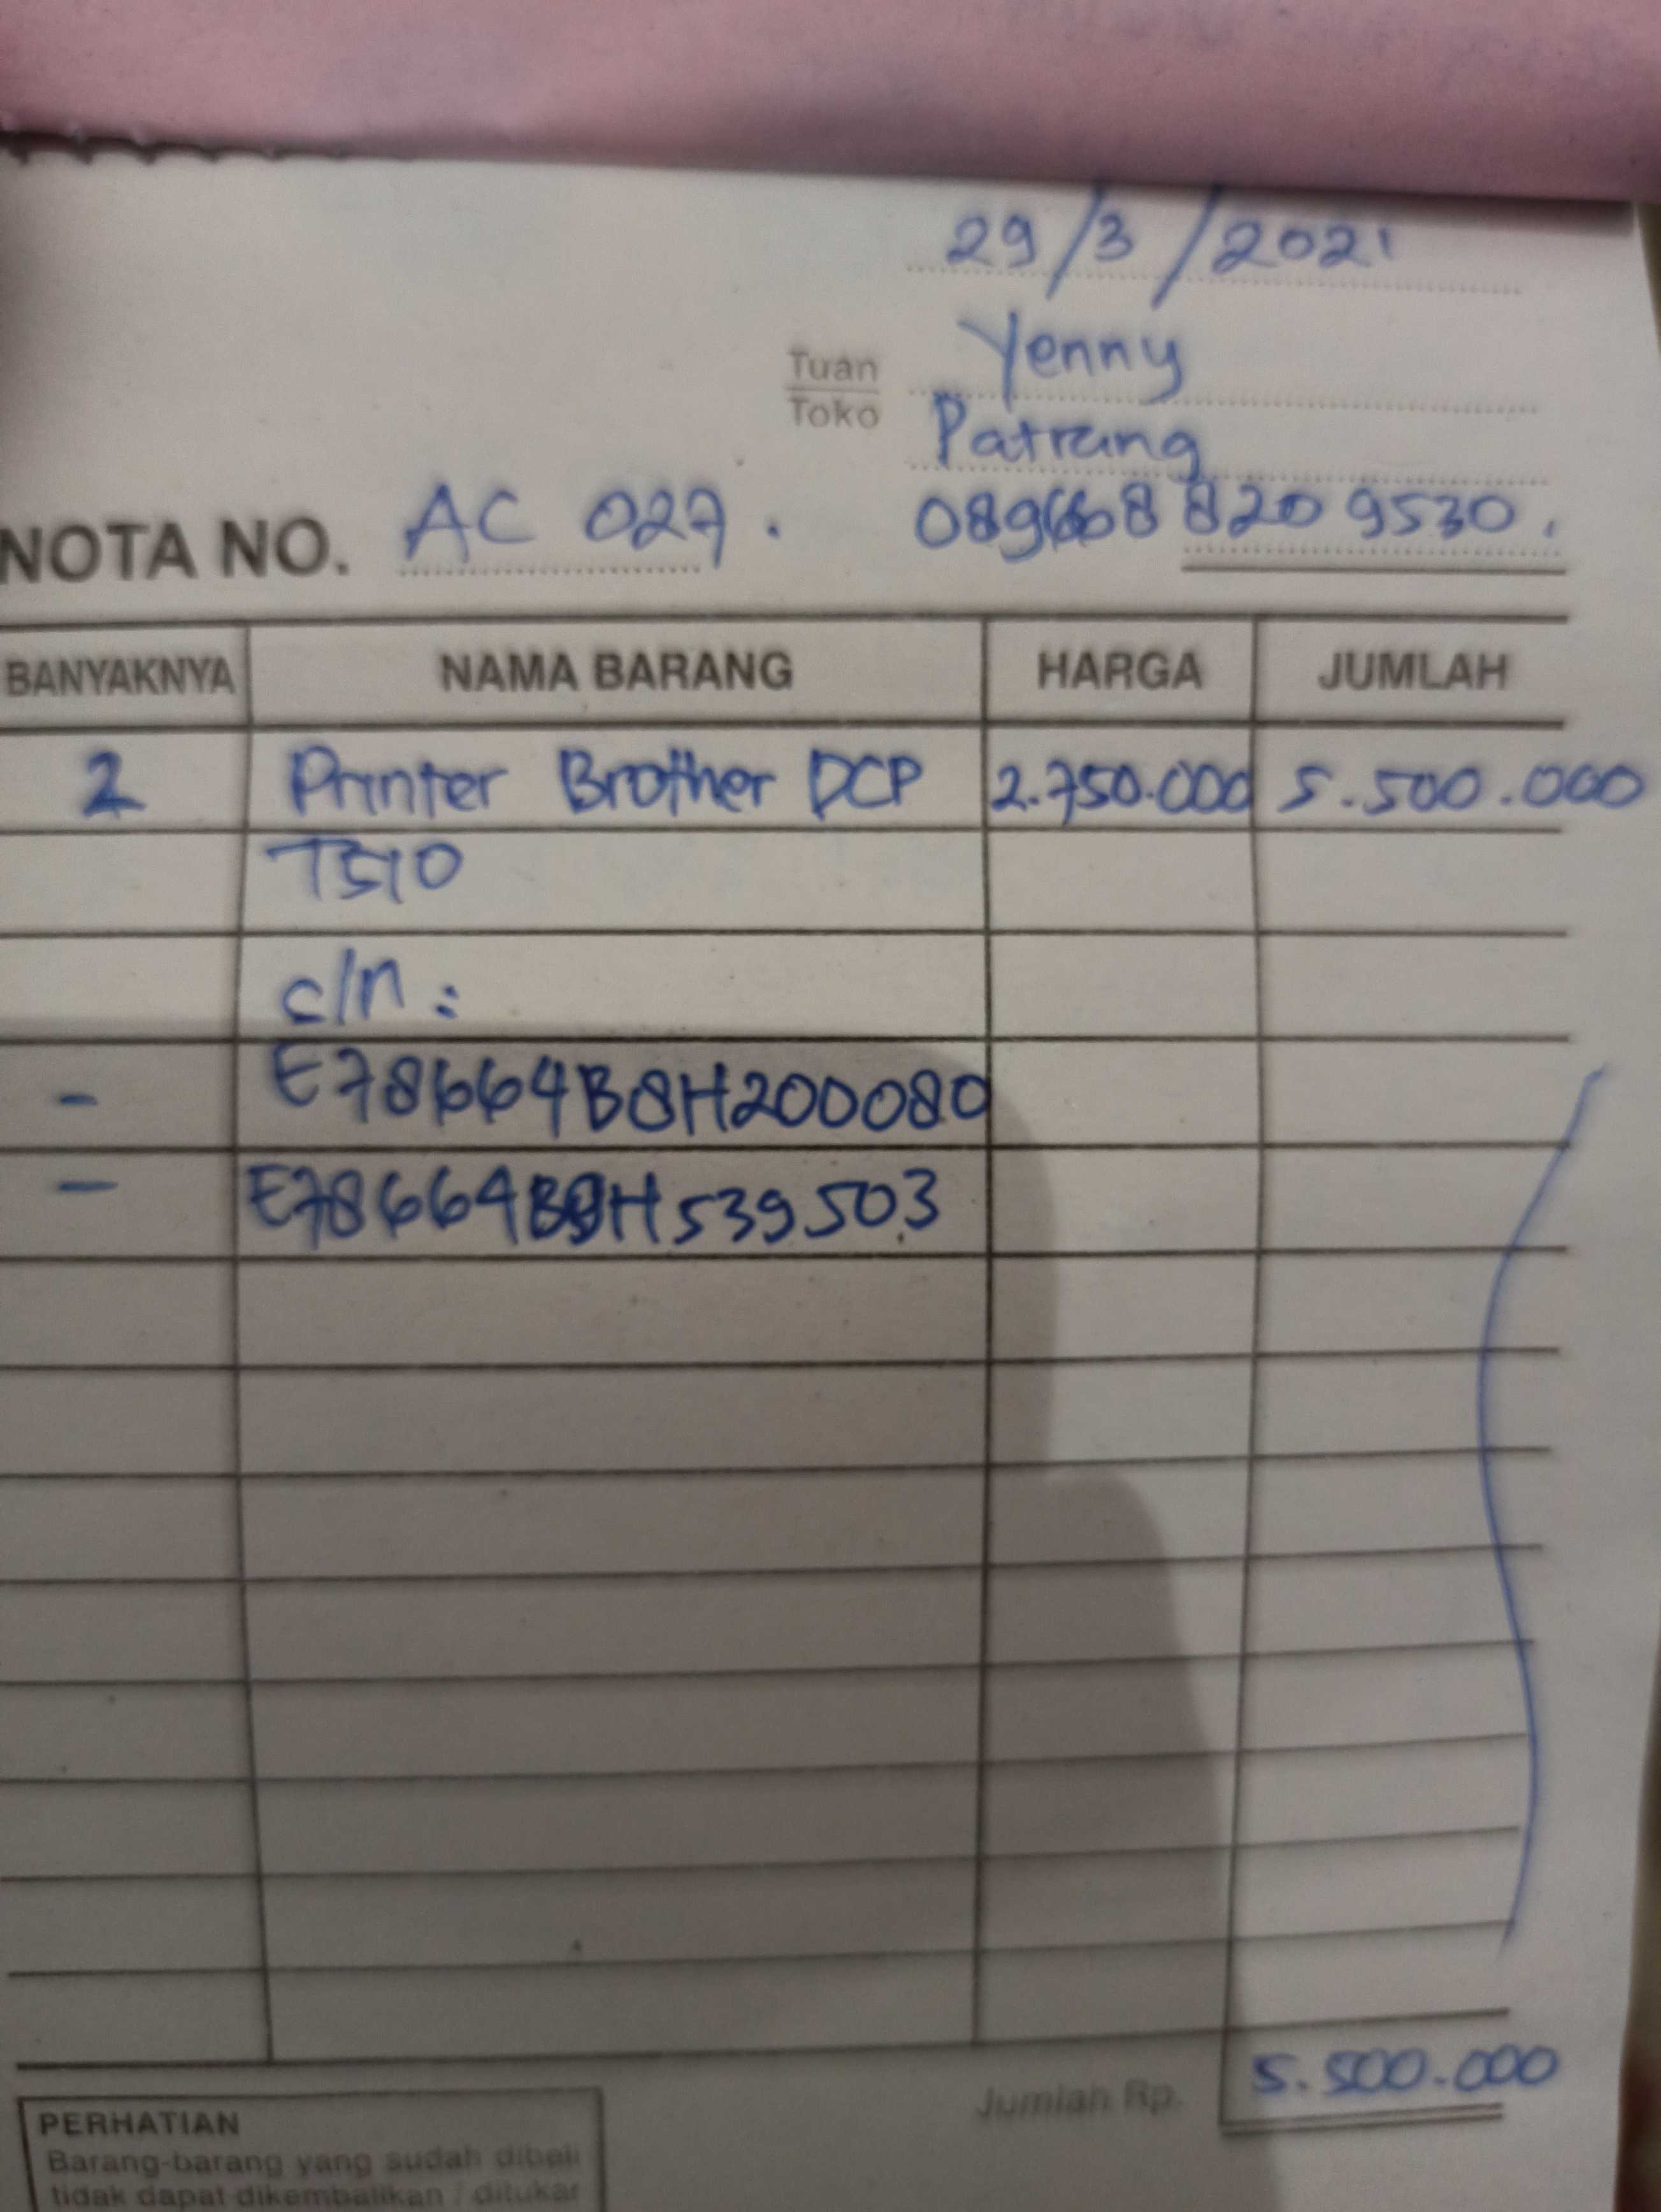 29/3/2021
Tuan Yenny
Toko Patrang
NOTA NO. AC 027. 8209530.
BANYAKNYA NAMA BARANG HARGA JUMLAH
2 Printer Brother DCP 2.750.000 5.500.000
T510
c/n :
- E78664B8H200080
- E78664B8H539503
Jumlah Rp. 5.500.000
PERHATIAN
Barang-barang yang sudah dibeli
tidak dapat dikembalikan / ditukar